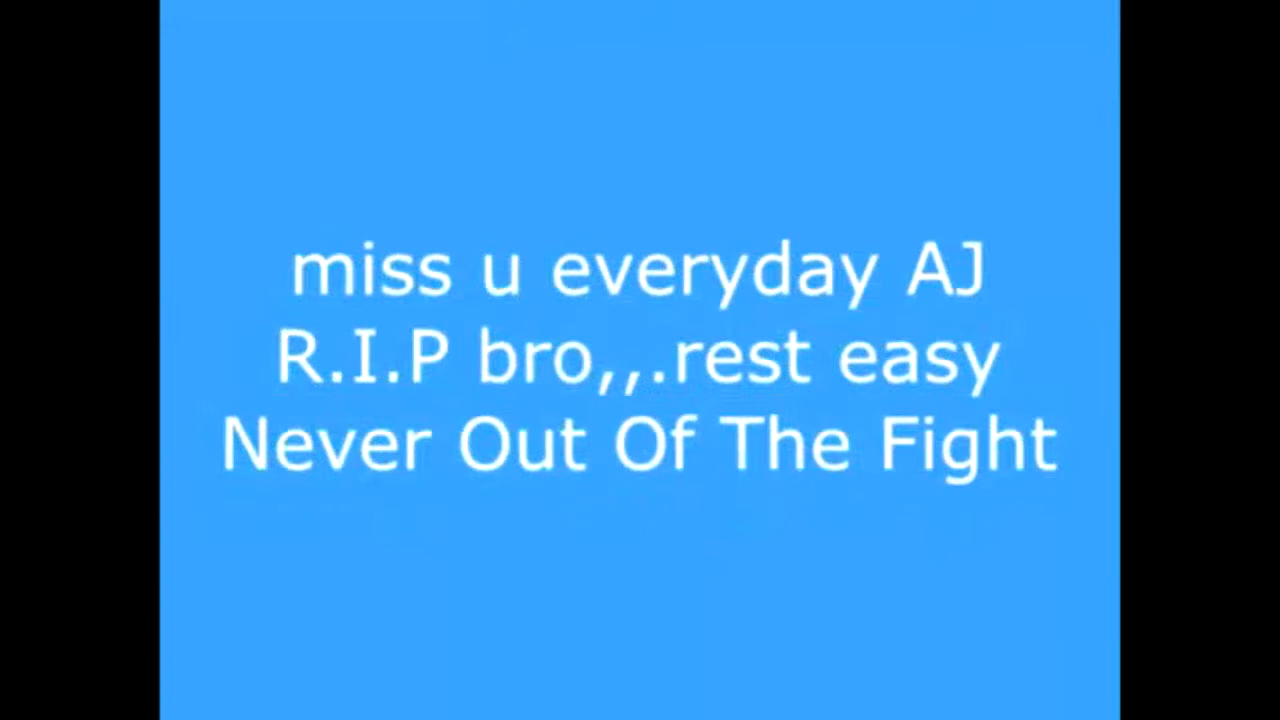 miss u everyday AJ
R.I.P bro,,.rest easy
Never Out Of The Fight